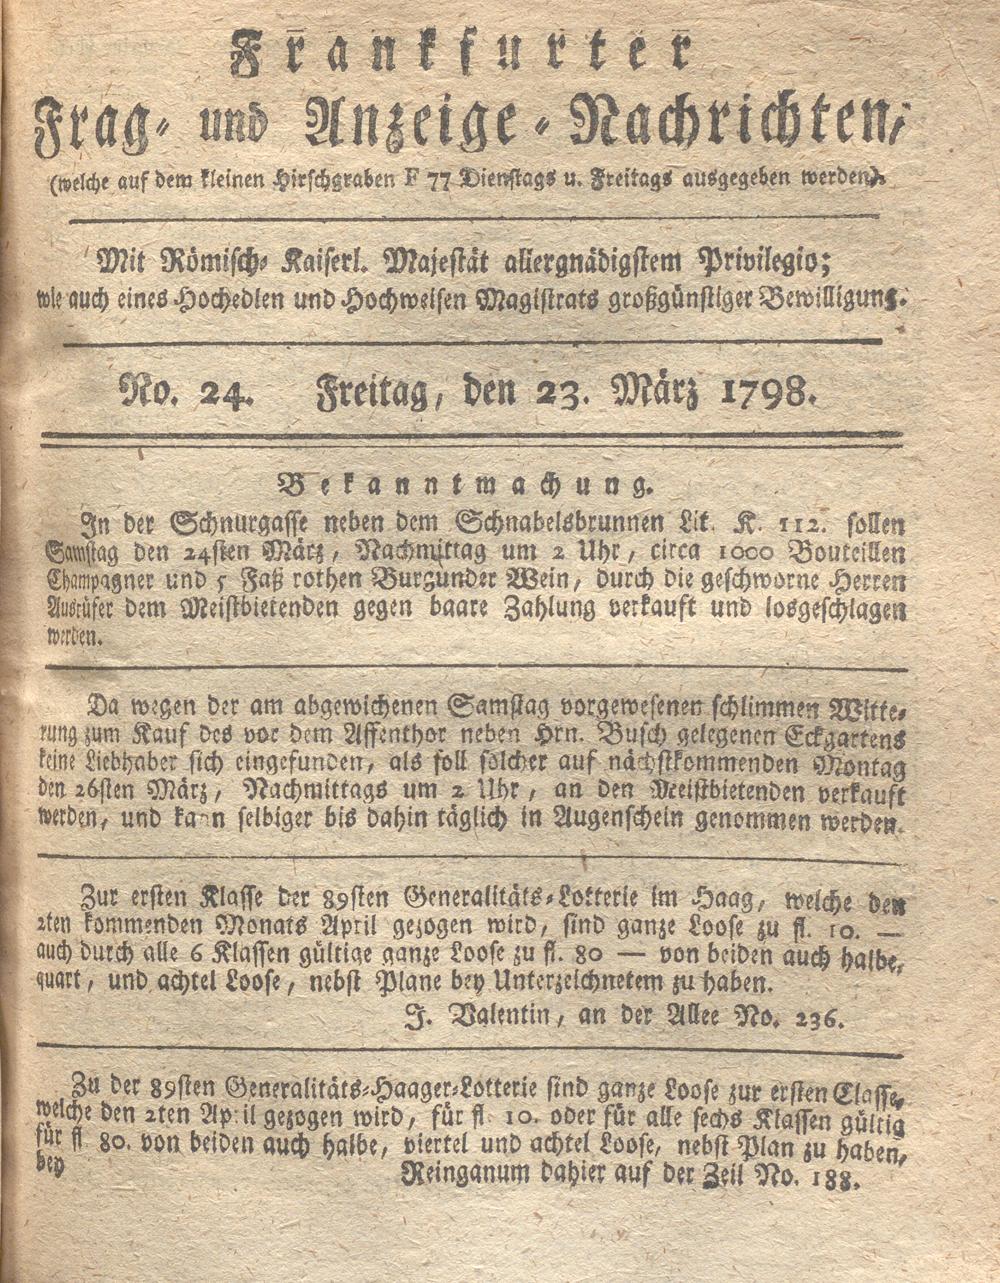 Frankfurter
Frag- und Anzeige-Nachrichten,
(welche auf dem kleinen Hirschgraben F 77 Dienstags u. Freitags ausgegeben werden).
Mit Römisch- Kaiserl. Majestät allergnädigstem Privilegio;
wie auch eines Hochedlen und Hochweisen Magistrats großgünstiger Bewilligung.
No. 24. Freitag, den 23. März 1798.
Bekanntmachung.
In der Schnurgasse neben dem Schnabelsbrunnen Lit. K. 112. sollen
Samstag den 24sten März, Nachmittag um 2 Uhr, circa 1000 Bouteillen
Champagner und 5 Faß rothen Burgunder Wein, durch die geschworne Herren
Ausrüfer dem Meistbietenden gegen baare Zahlung verkauft und losgeschlagen
werden.
Da wegen der am abgewichenen Samstag vorgewesenen schlimmen Witte-
rung zum Kauf des vor dem Affenthor neben Hrn. Busch gelegenen Eckgartens
keine Liebhaber sich eingefunden, als soll solcher auf nächstkommenden Montag
den 26sten März, Nachmittags um 2 Uhr, an den Meistbietenden verkauft
werden, und kann selbiger bis dahin täglich in Augenschein genommen werden.
Zur ersten Klasse der 89sten Generalitäts-Lotterie im Haag, welche den
2ten kommenden Monats April gezogen wird, sind ganze Loose zu fl. 10. —
auch durch alle 6 Klassen gültige ganze Loose zu fl. 80 — von beiden auch halbe,
quart, und achtel Loose, nebst Plane bey Unterzeichnetem zu haben.
J. Valentin, an der Allee No. 236.
Zu der 89sten Generalitäts-Haager-Lotterie sind ganze Loose zur ersten Classe,
welche den 2ten April gezogen wird, für fl 10. oder für alle sechs Klassen gültig
für fl 80. von beiden auch halbe, viertel und achtel Loose, nebst Plan zu haben,
bey Reinganum dahier auf der Zeil No. 188.